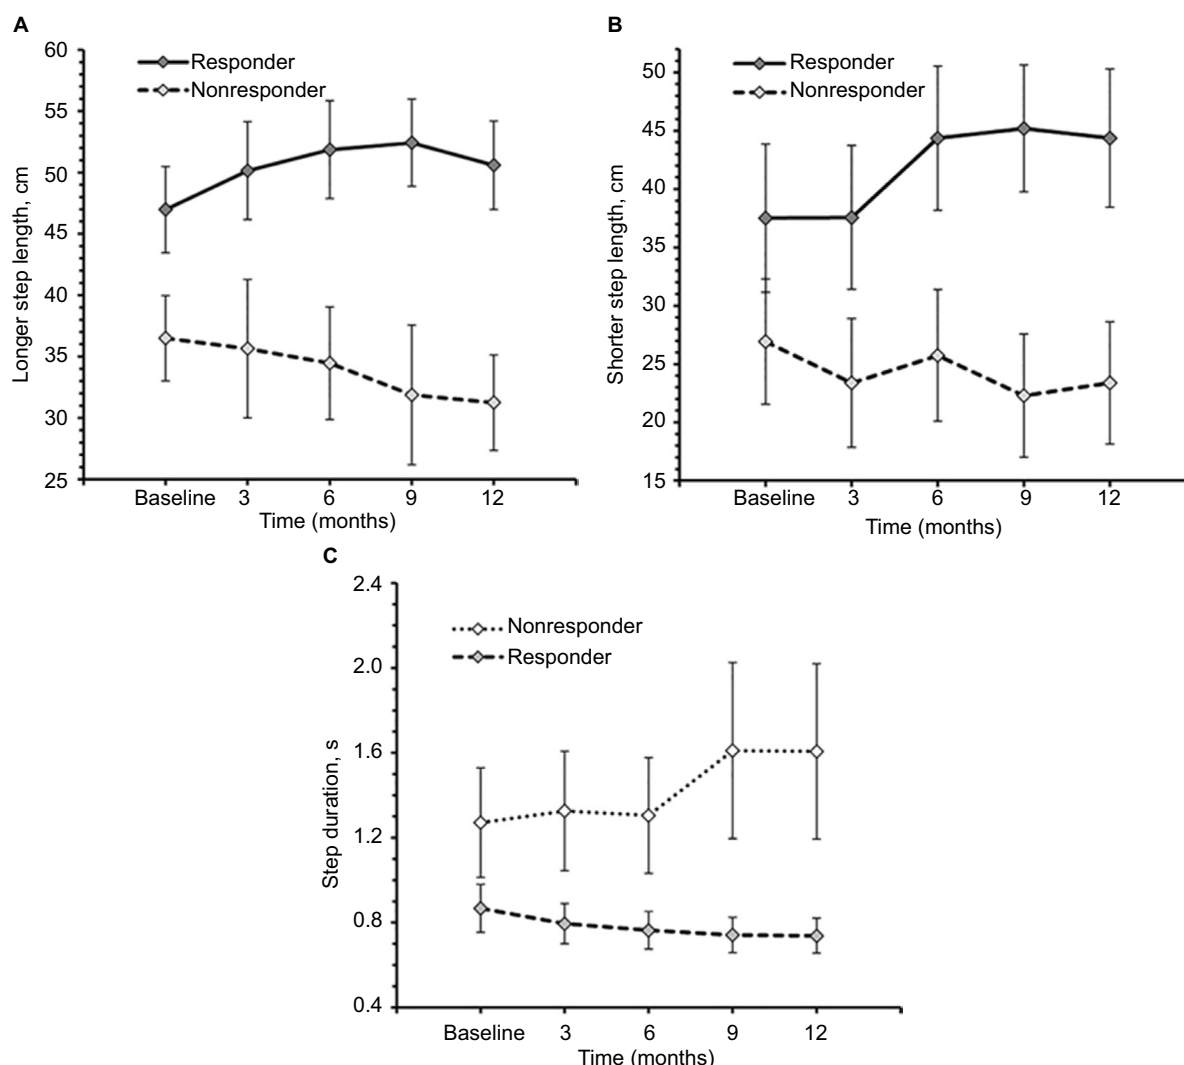 A
Longer step length, cm
60
55
50
45
40
35
30
25
Responder
Nonresponder
Baseline 3 6 9 12
Time (months)
B
Shorter step length, cm
50
45
40
35
30
25
20
15
Responder
Nonresponder
Baseline 3 6 9 12
Time (months)
C
Step duration, s
2.4
2.0
1.6
1.2
0.8
0.4
Nonresponder
Responder
Baseline 3 6 9 12
Time (months)